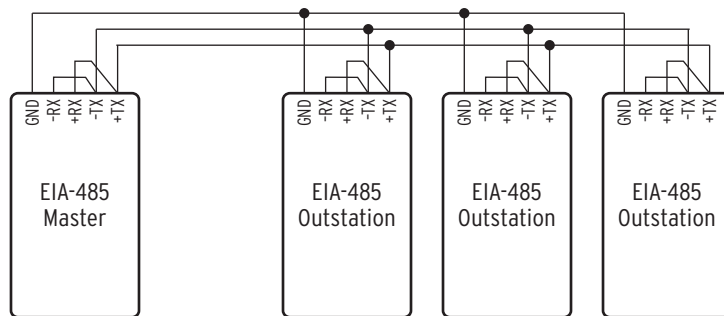 GND
-RX
+RX
-TX
+TX
EIA-485
Master
GND
-RX
+RX
-TX
+TX
EIA-485
Outstation
GND
-RX
+RX
-TX
+TX
EIA-485
Outstation
GND
-RX
+RX
-TX
+TX
EIA-485
Outstation